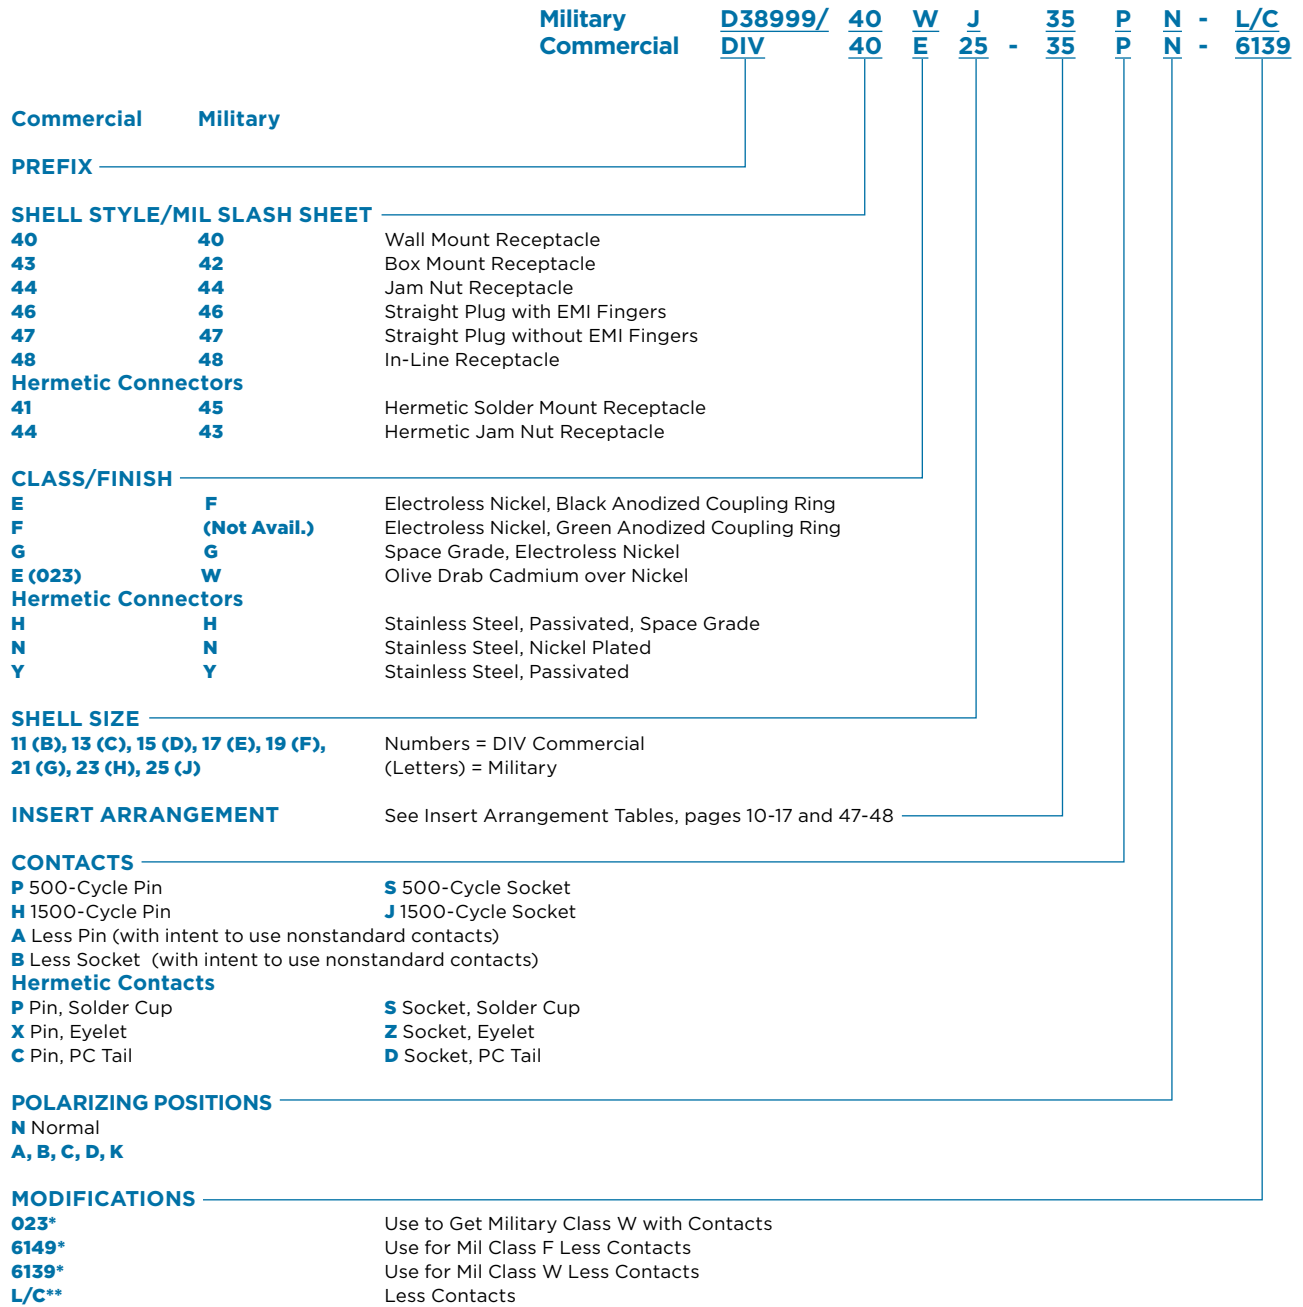 Military D38999/ 40 W J 35 P N - L/C
Commercial DIV 40 E 25 - 35 P N - 6139
Commercial Military
PREFIX
SHELL STYLE/MIL SLASH SHEET
40 40 Wall Mount Receptacle
43 42 Box Mount Receptacle
44 44 Jam Nut Receptacle
46 46 Straight Plug with EMI Fingers
47 47 Straight Plug without EMI Fingers
48 48 In-Line Receptacle
Hermetic Connectors
41 45 Hermetic Solder Mount Receptacle
44 43 Hermetic Jam Nut Receptacle
CLASS/FINISH
E F Electroless Nickel, Black Anodized Coupling Ring
F (Not Avail.) Electroless Nickel, Green Anodized Coupling Ring
G G Space Grade, Electroless Nickel
E (023) W Olive Drab Cadmium over Nickel
Hermetic Connectors
H H Stainless Steel, Passivated, Space Grade
N N Stainless Steel, Nickel Plated
Y Y Stainless Steel, Passivated
SHELL SIZE
11 (B), 13 (C), 15 (D), 17 (E), 19 (F), Numbers = DIV Commercial
21 (G), 23 (H), 25 (J) (Letters) = Military
INSERT ARRANGEMENT See Insert Arrangement Tables, pages 10-17 and 47-48
CONTACTS
P 500-Cycle Pin S 500-Cycle Socket
H 1500-Cycle Pin J 1500-Cycle Socket
A Less Pin (with intent to use nonstandard contacts)
B Less Socket (with intent to use nonstandard contacts)
Hermetic Contacts
P Pin, Solder Cup S Socket, Solder Cup
X Pin, Eyelet Z Socket, Eyelet
C Pin, PC Tail D Socket, PC Tail
POLARIZING POSITIONS
N Normal
A, B, C, D, K
MODIFICATIONS
023* Use to Get Military Class W with Contacts
6149* Use for Mil Class F Less Contacts
6139* Use for Mil Class W Less Contacts
L/C** Less Contacts